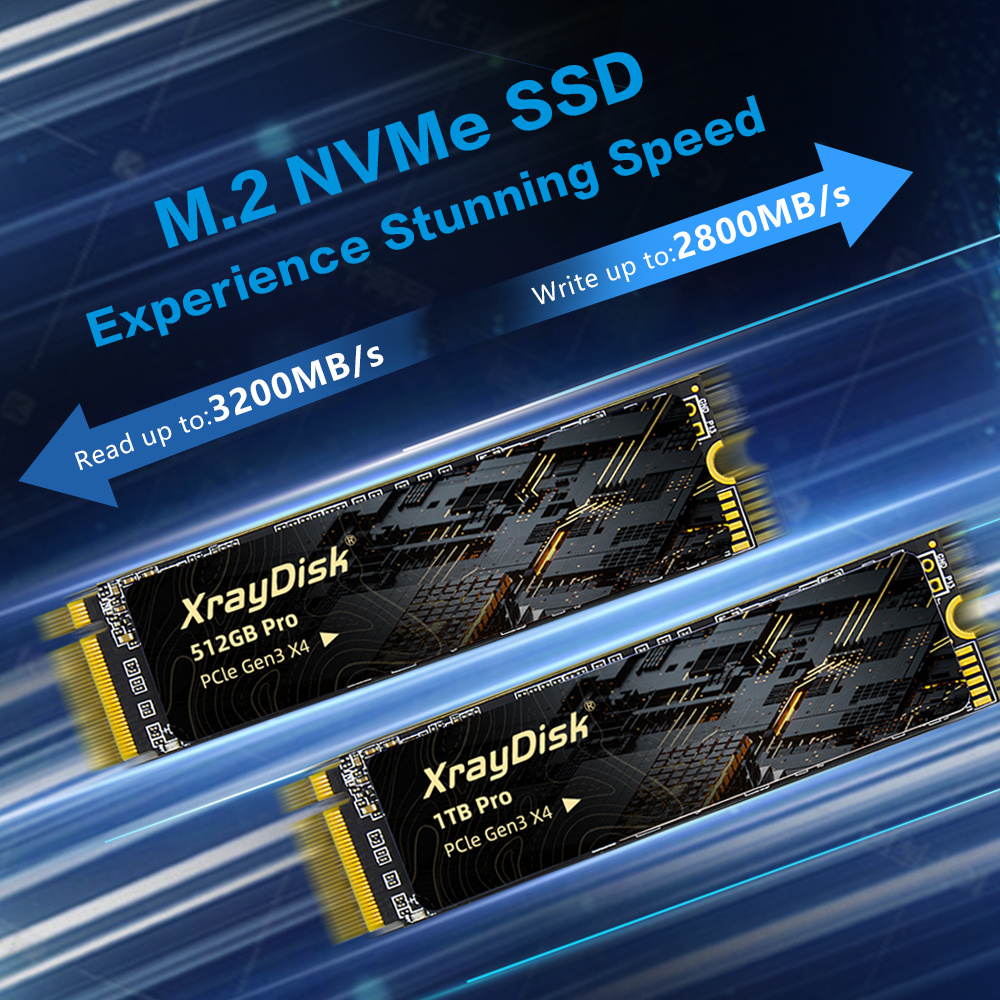 M.2 NVMe SSD
Experience Stunning Speed
Write up to:2800MB/s
Read up to:3200MB/s
XrayDisk®
512GB Pro
PCIe Gen3 X4
XrayDisk®
1TB Pro
PCIe Gen3 X4